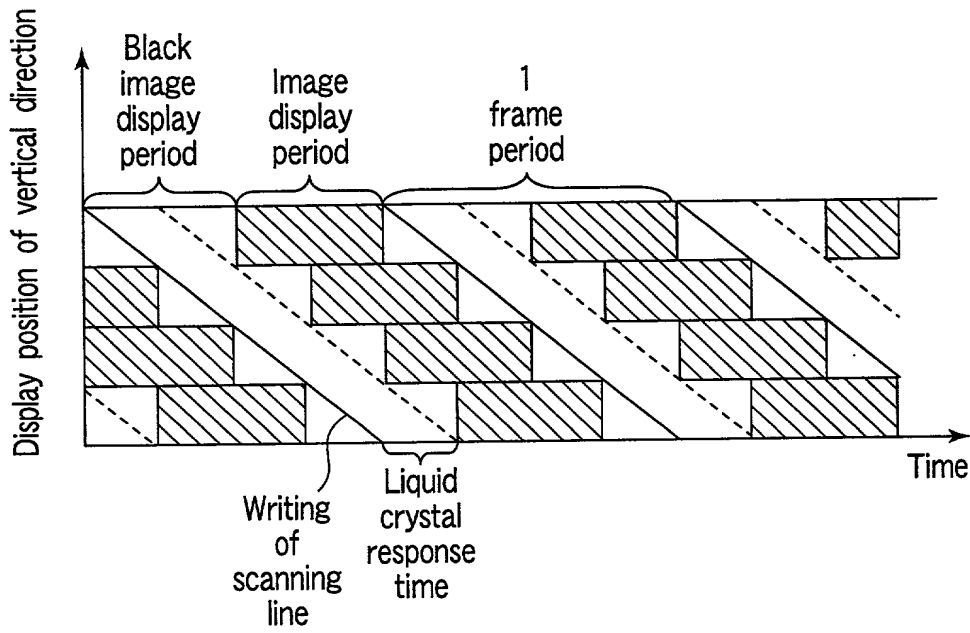 Display position of vertical direction
Black
image
display
period
Image
display
period
1
frame
period
Time
Writing
of
scanning
line
Liquid
crystal
response
time